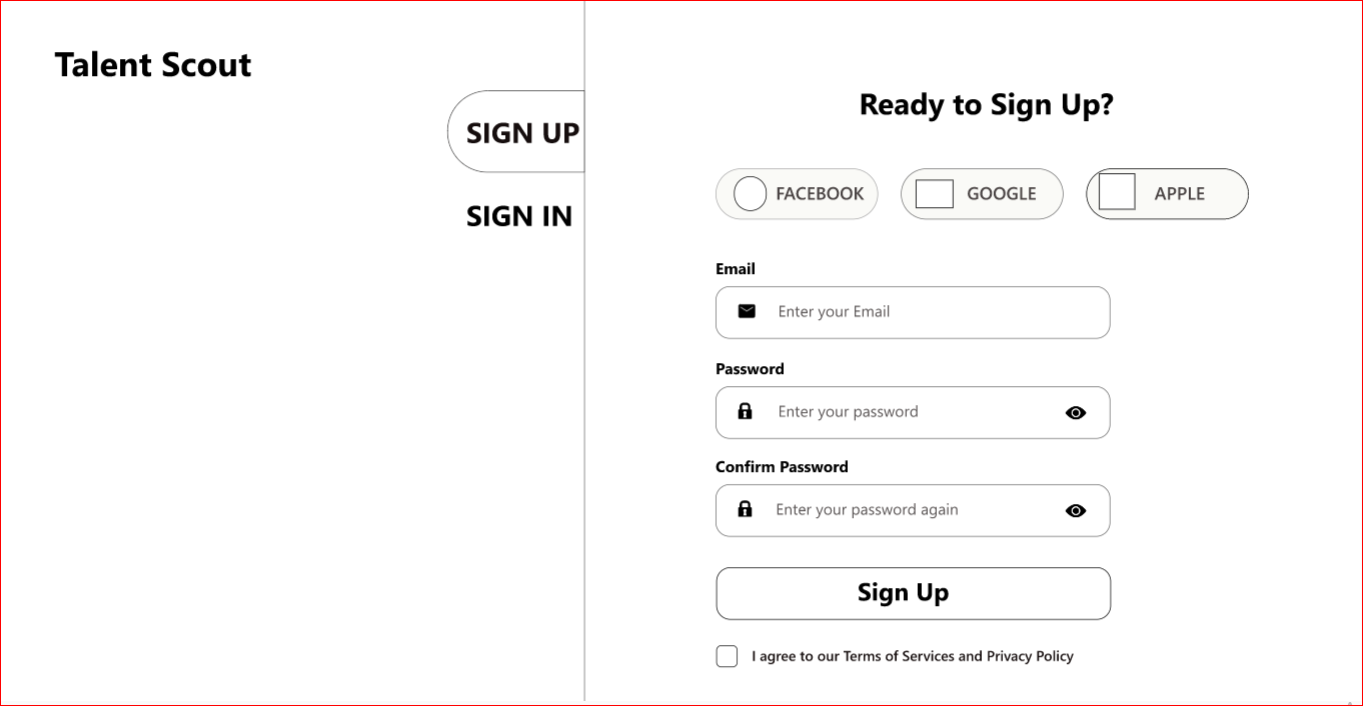 Talent Scout
SIGN UP
SIGN IN
Ready to Sign Up?
FACEBOOK GOOGLE APPLE
Email
Enter your Email
Password
Enter your password
Confirm Password
Enter your password again
Sign Up
I agree to our Terms of Services and Privacy Policy